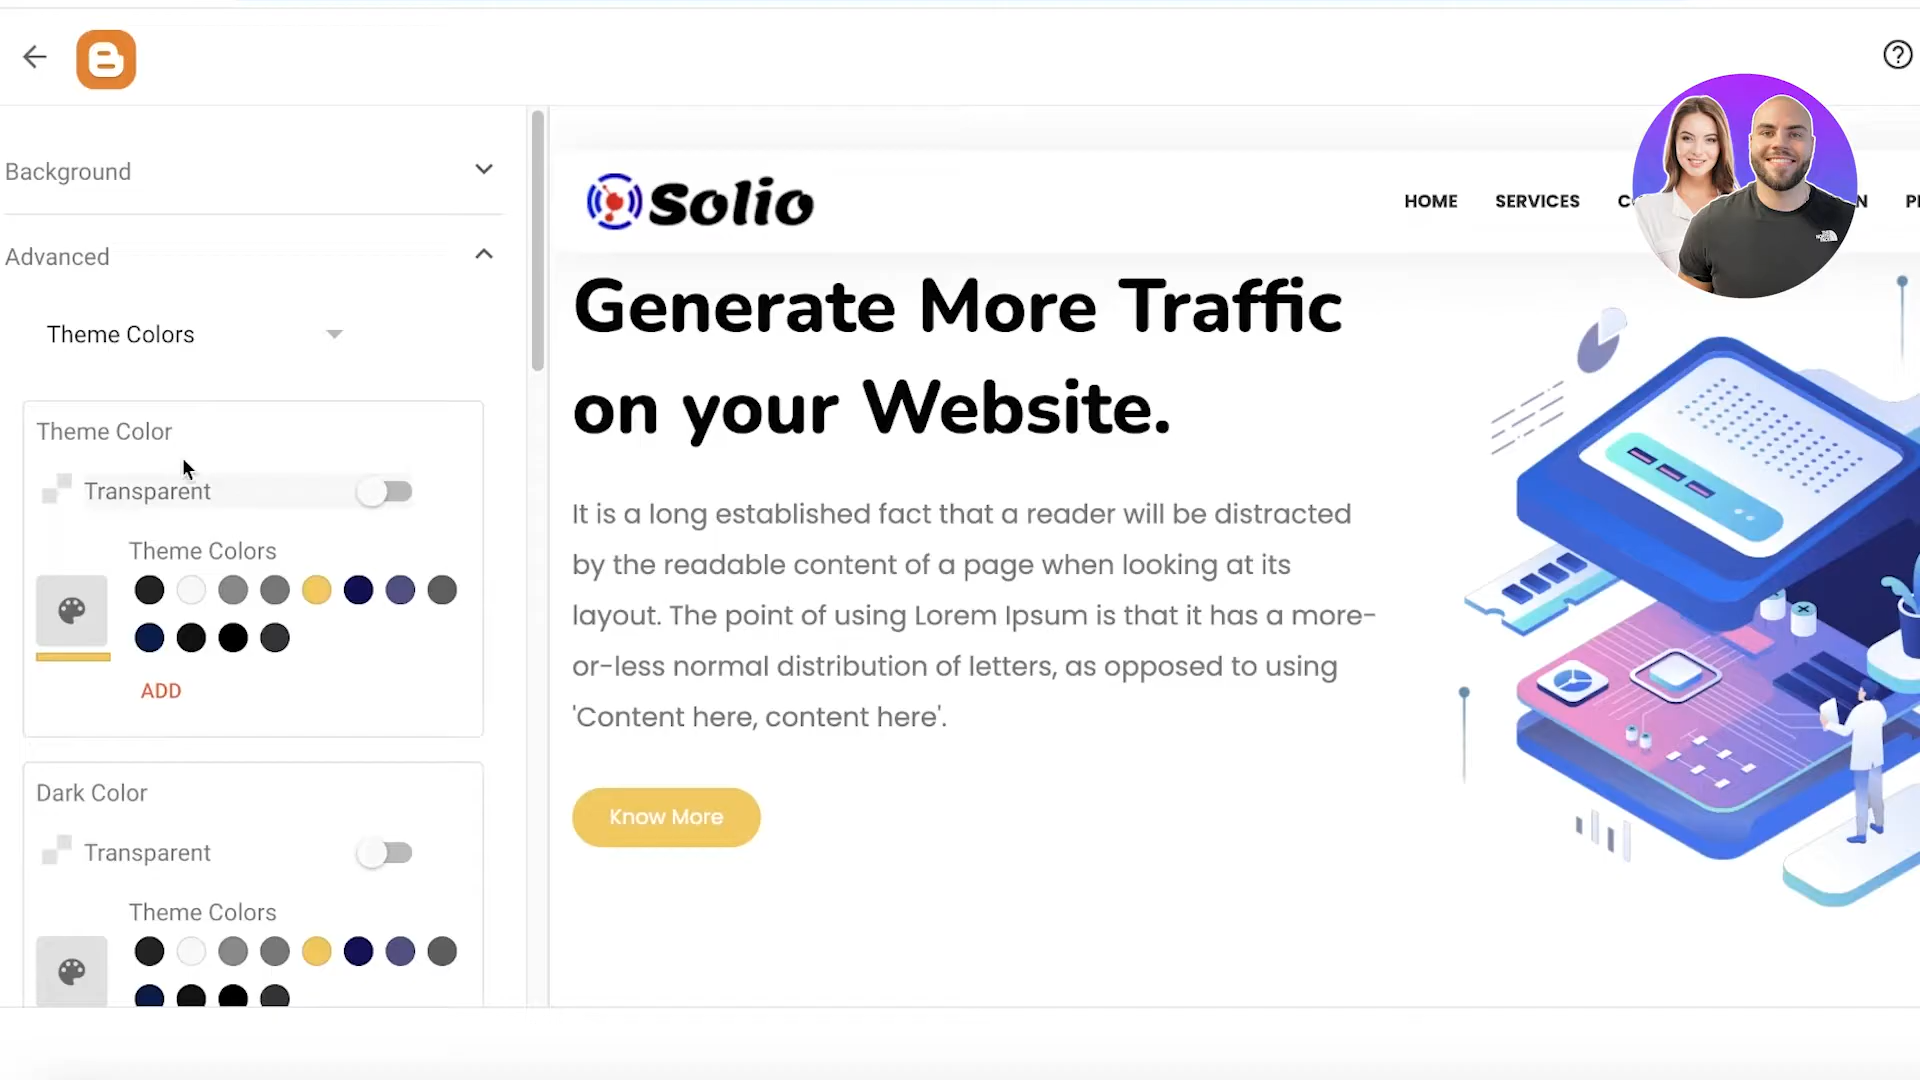 Background
Advanced
Theme Colors
Theme Color
Transparent
Theme Colors
ADD
Dark Color
Transparent
Theme Colors
Solio
HOME
SERVICES
Generate More Traffic
on your Website.
It is a long established fact that a reader will be distracted
by the readable content of a page when looking at its
layout. The point of using Lorem Ipsum is that it has a more-
or-less normal distribution of letters, as opposed to using
'Content here, content here'.
Know More